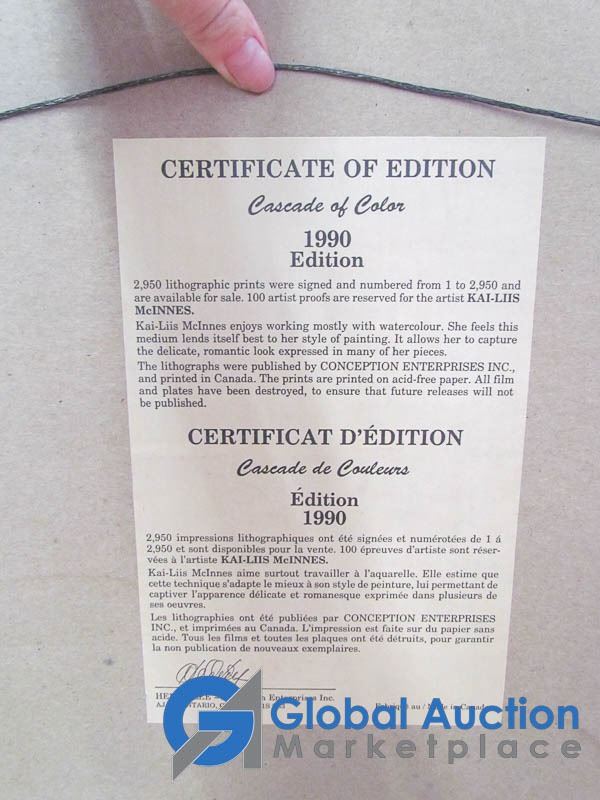 CERTIFICATE OF EDITION
Cascade of Color
1990
Edition
2,950 lithographic prints were signed and numbered from 1 to 2,950 and
are available for sale. 100 artist proofs are reserved for the artist KAI-LIIS
McINNES.
Kai-Liis McInnes enjoys working mostly with watercolour. She feels this
medium lends itself best to her style of painting. It allows her to capture
the delicate, romantic look expressed in many of her pieces.
The lithographs were published by CONCEPTION ENTERPRISES INC.,
and printed in Canada. The prints are printed on acid-free paper. All film
and plates have been destroyed, to ensure that future releases will not
be published.
CERTIFICAT D'ÉDITION
Cascade de Couleurs
Édition
1990
2,950 impressions lithographiques ont été signées et numérotées de 1 á
2,950 et sont disponibles pour la vente. 100 épreuves d'artiste sont réser-
vées à l'artiste KAI-LIIS McINNES.
Kai-Liis McInnes aime surtout travailler à l'aquarelle. Elle estime que
cette technique s'adapte le mieux à son style de peinture, lui permettant de
captiver l'apparence délicate et romanesque exprimée dans plusieurs de
ses oeuvres.
Les lithographies ont été publiées par CONCEPTION ENTERPRISES
INC., et imprimées au Canada. L'impression est faite sur du papier sans
acide. Tous les films et toutes les plaques ont été détruits, pour garantir
la non publication de nouveaux exemplaires.
Enterprises Inc.
Global Auction
Marketplace